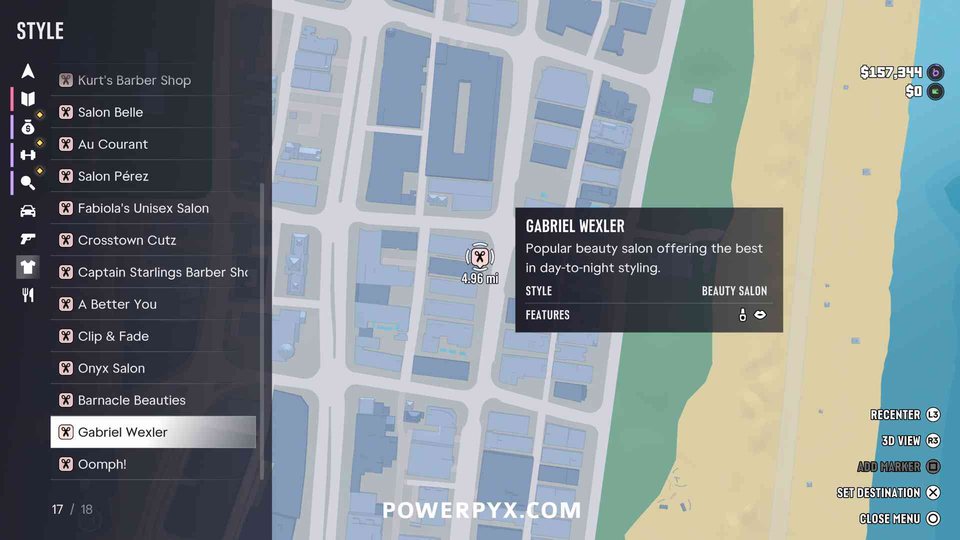 STYLE
Kurt's Barber Shop
Salon Belle
Au Courant
Salon Pérez
Fabiola's Unisex Salon
Crosstown Cutz
Captain Starlings Barber Sho
A Better You
Clip & Fade
Onyx Salon
Barnacle Beauties
Gabriel Wexler
Oomph!
17 / 18
4.96 mi
GABRIEL WEXLER
Popular beauty salon offering the best
in day-to-night styling.
STYLE BEAUTY SALON
FEATURES
$157,344
$0
RECENTER L3
3D VIEW R3
ADD MARKER
SET DESTINATION
CLOSE MENU
POWERPYX.COM